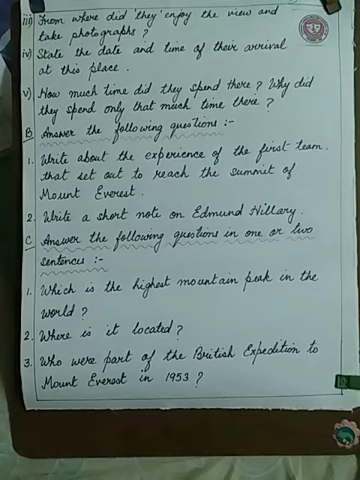 iii) From where did 'they' enjoy the view and
take photographs?
iv) State the date and time of their arrival
at this place.
v) How much time did they spend there? Why did
they spend only that much time there?
B Answer the following questions :-
1. Write about the experience of the first team
that set out to reach the summit of
Mount Everest.
2. Write a short note on Edmund Hillary.
C Answer the following questions in one or two
sentences :-
1. Which is the highest mountain peak in the
world?
2. Where is it located?
3. Who were part of the British Expedition to
Mount Everest in 1953?